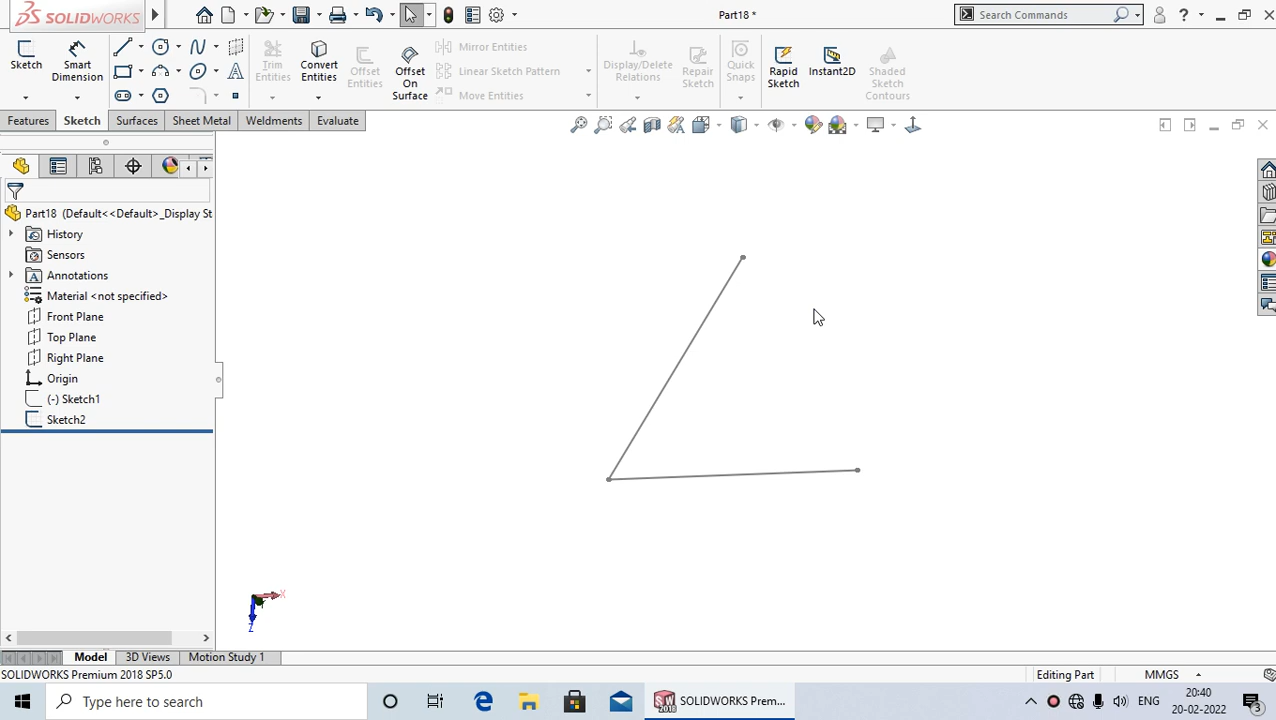 SOLIDWORKS
Part18 *
Search Commands
?
Sketch
Smart Dimension
Trim Entities
Convert Entities
Offset Entities
Offset On Surface
Mirror Entities
Linear Sketch Pattern
Move Entities
Display/Delete Relations
Repair Sketch
Quick Snaps
Rapid Sketch
Instant2D
Shaded Sketch Contours
Features
Sketch
Surfaces
Sheet Metal
Weldments
Evaluate
Part18 (Default<<Default>_Display St
History
Sensors
Annotations
Material <not specified>
Front Plane
Top Plane
Right Plane
Origin
(-) Sketch1
Sketch2
X
Z
Model
3D Views
Motion Study 1
SOLIDWORKS Premium 2018 SP5.0
Editing Part
MMGS
Type here to search
SOLIDWORKS Prem...
ENG
20:40
20-02-2022
3